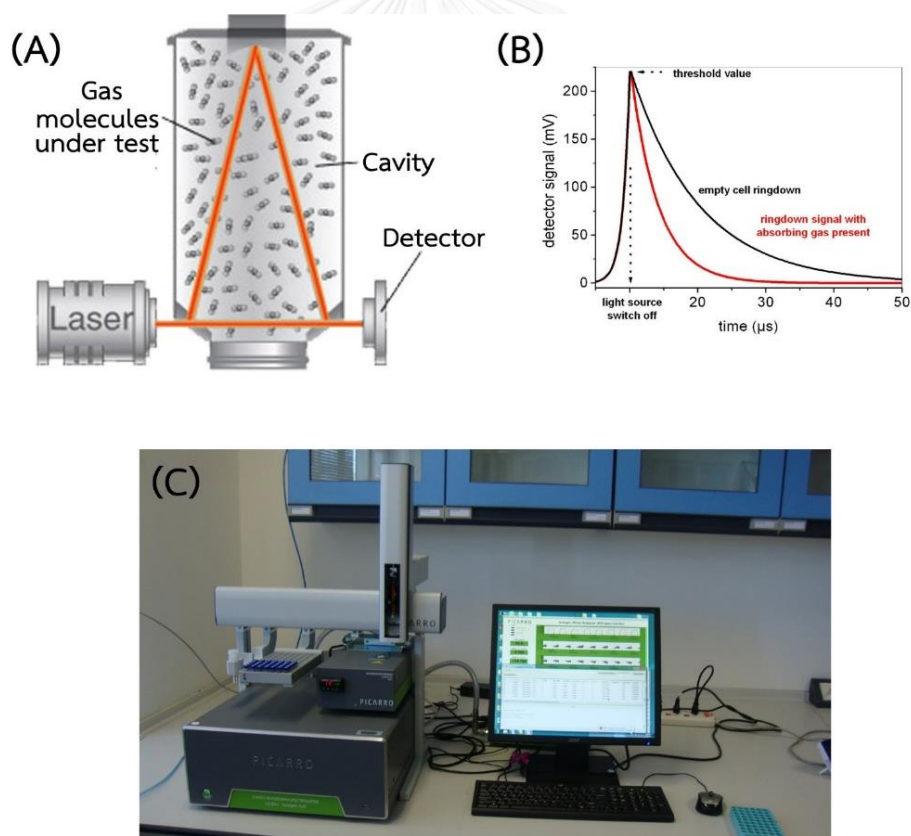 (A)
Gas
molecules
under test
Cavity
Detector
Laser
(B)
detector signal (mV)
200
150
100
50
0
threshold value
empty cell ringdown
ringdown signal with
absorbing gas present
light source
switch off
20
30
40
50
time (µs)
(C)
PICARRO
PICARRO
PICARRO
PICARRO